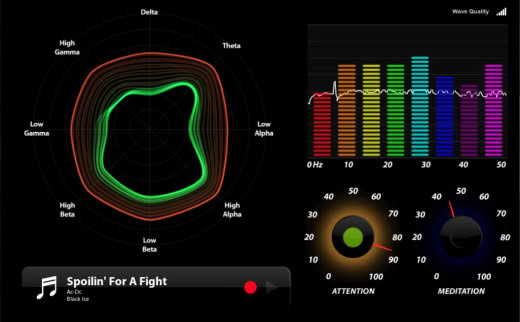 Wave Quality
Delta
Theta
Low
Alpha
High
Alpha
Low
Beta
High
Beta
Low
Gamma
High
Gamma
0 Hz 10 20 30 40 50
0 10 20 30 40 50 60 70 80 90 100
ATTENTION
0 10 20 30 40 50 60 70 80 90 100
MEDITATION
Spoilin' For A Fight
Ac-Dc
Black Ice